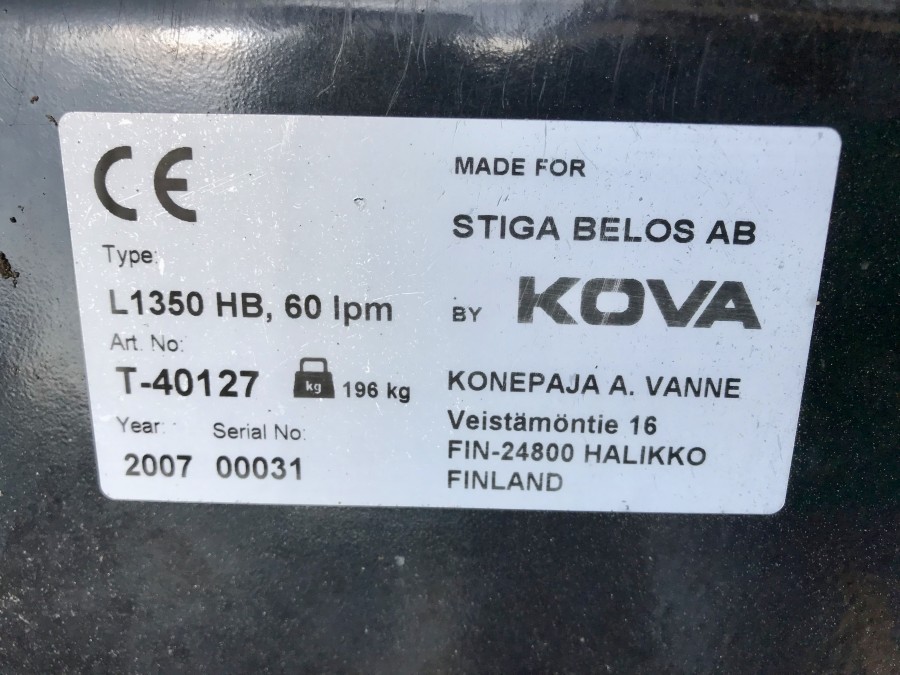 CE
Type:
L1350 HB, 60 lpm
Art. No:
T-40127
kg
196 kg
Year:
Serial No:
2007
00031
MADE FOR
STIGA BELOS AB
BY KOVA
KONEPAJA A. VANNE
Veistämöntie 16
FIN-24800 HALIKKO
FINLAND